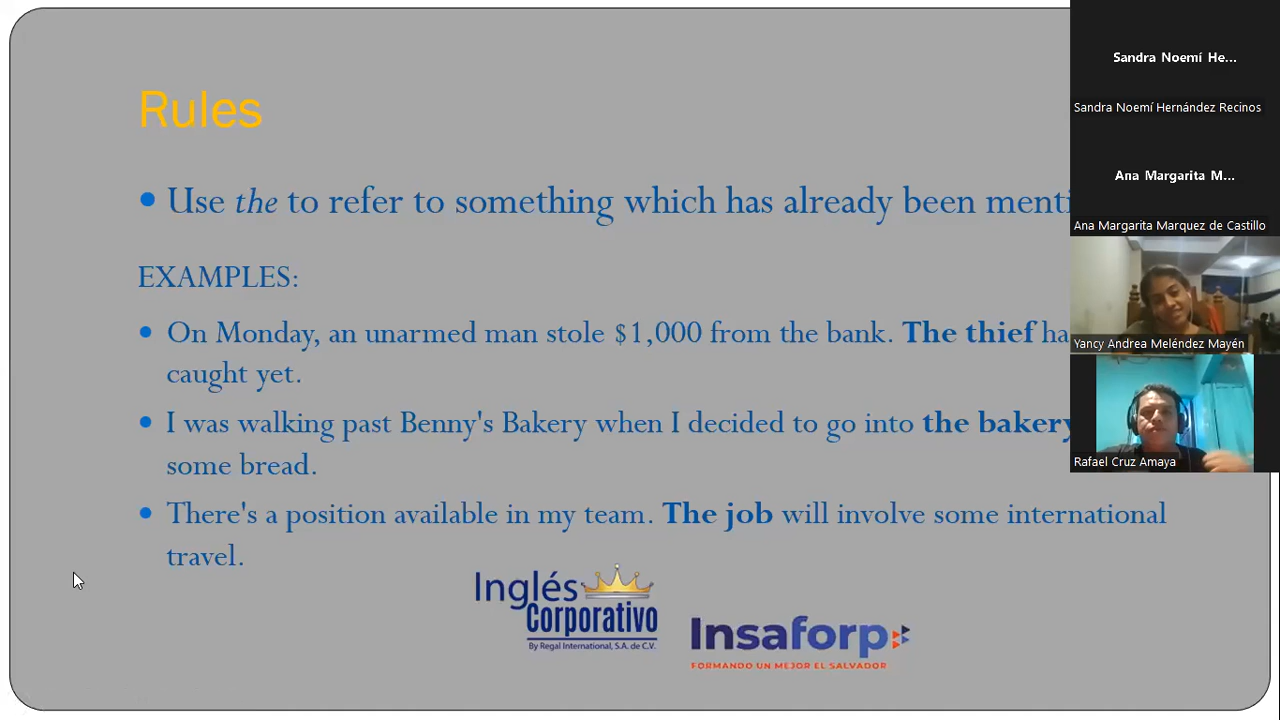 Rules
• Use the to refer to something which has already been menti
EXAMPLES:
• On Monday, an unarmed man stole $1,000 from the bank. The thief ha
caught yet.
• I was walking past Benny's Bakery when I decided to go into the bakery
some bread.
• There's a position available in my team. The job will involve some international
travel.
Inglés
Corporativo
By Regal International, S.A. de C.V.
Insaforp
FORMANDO UN MEJOR EL SALVADOR
Sandra Noemí He...
Sandra Noemí Hernández Recinos
Ana Margarita M...
Ana Margarita Marquez de Castillo
Yancy Andrea Meléndez Mayén
Rafael Cruz Amaya